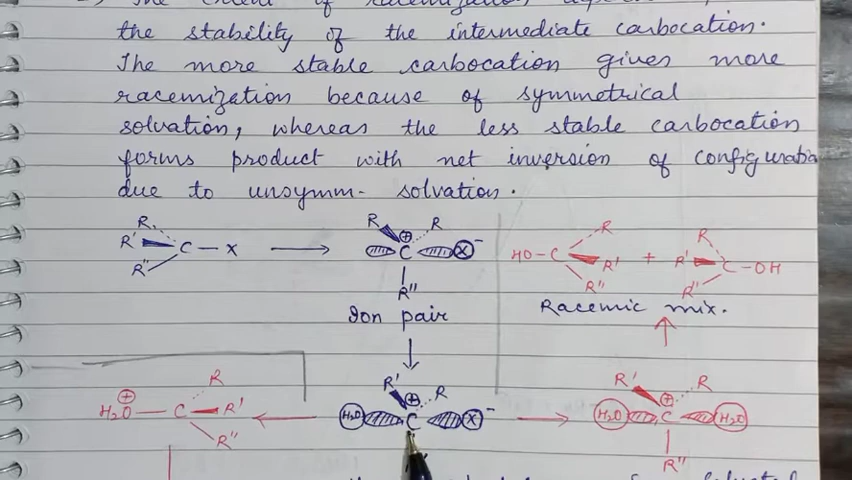 the stability of the intermediate carbocation.
The more stable carbocation gives more
racemization because of symmetrical
solvation, whereas the less stable carbocation
forms product with net inversion of configuratio
due to unsymm- solvation.
R
R' C — X
R''
R R
⊕
C X⁻
R''
Ion pair
R
HO—C R'
R''
+
R
R' C—OH
R''
Racemic mix.
R
⊕
H₂O — C R'
R''
R' R
⊕
H₂O C X⁻
R' R
⊕
H₂O C H₂O
R''